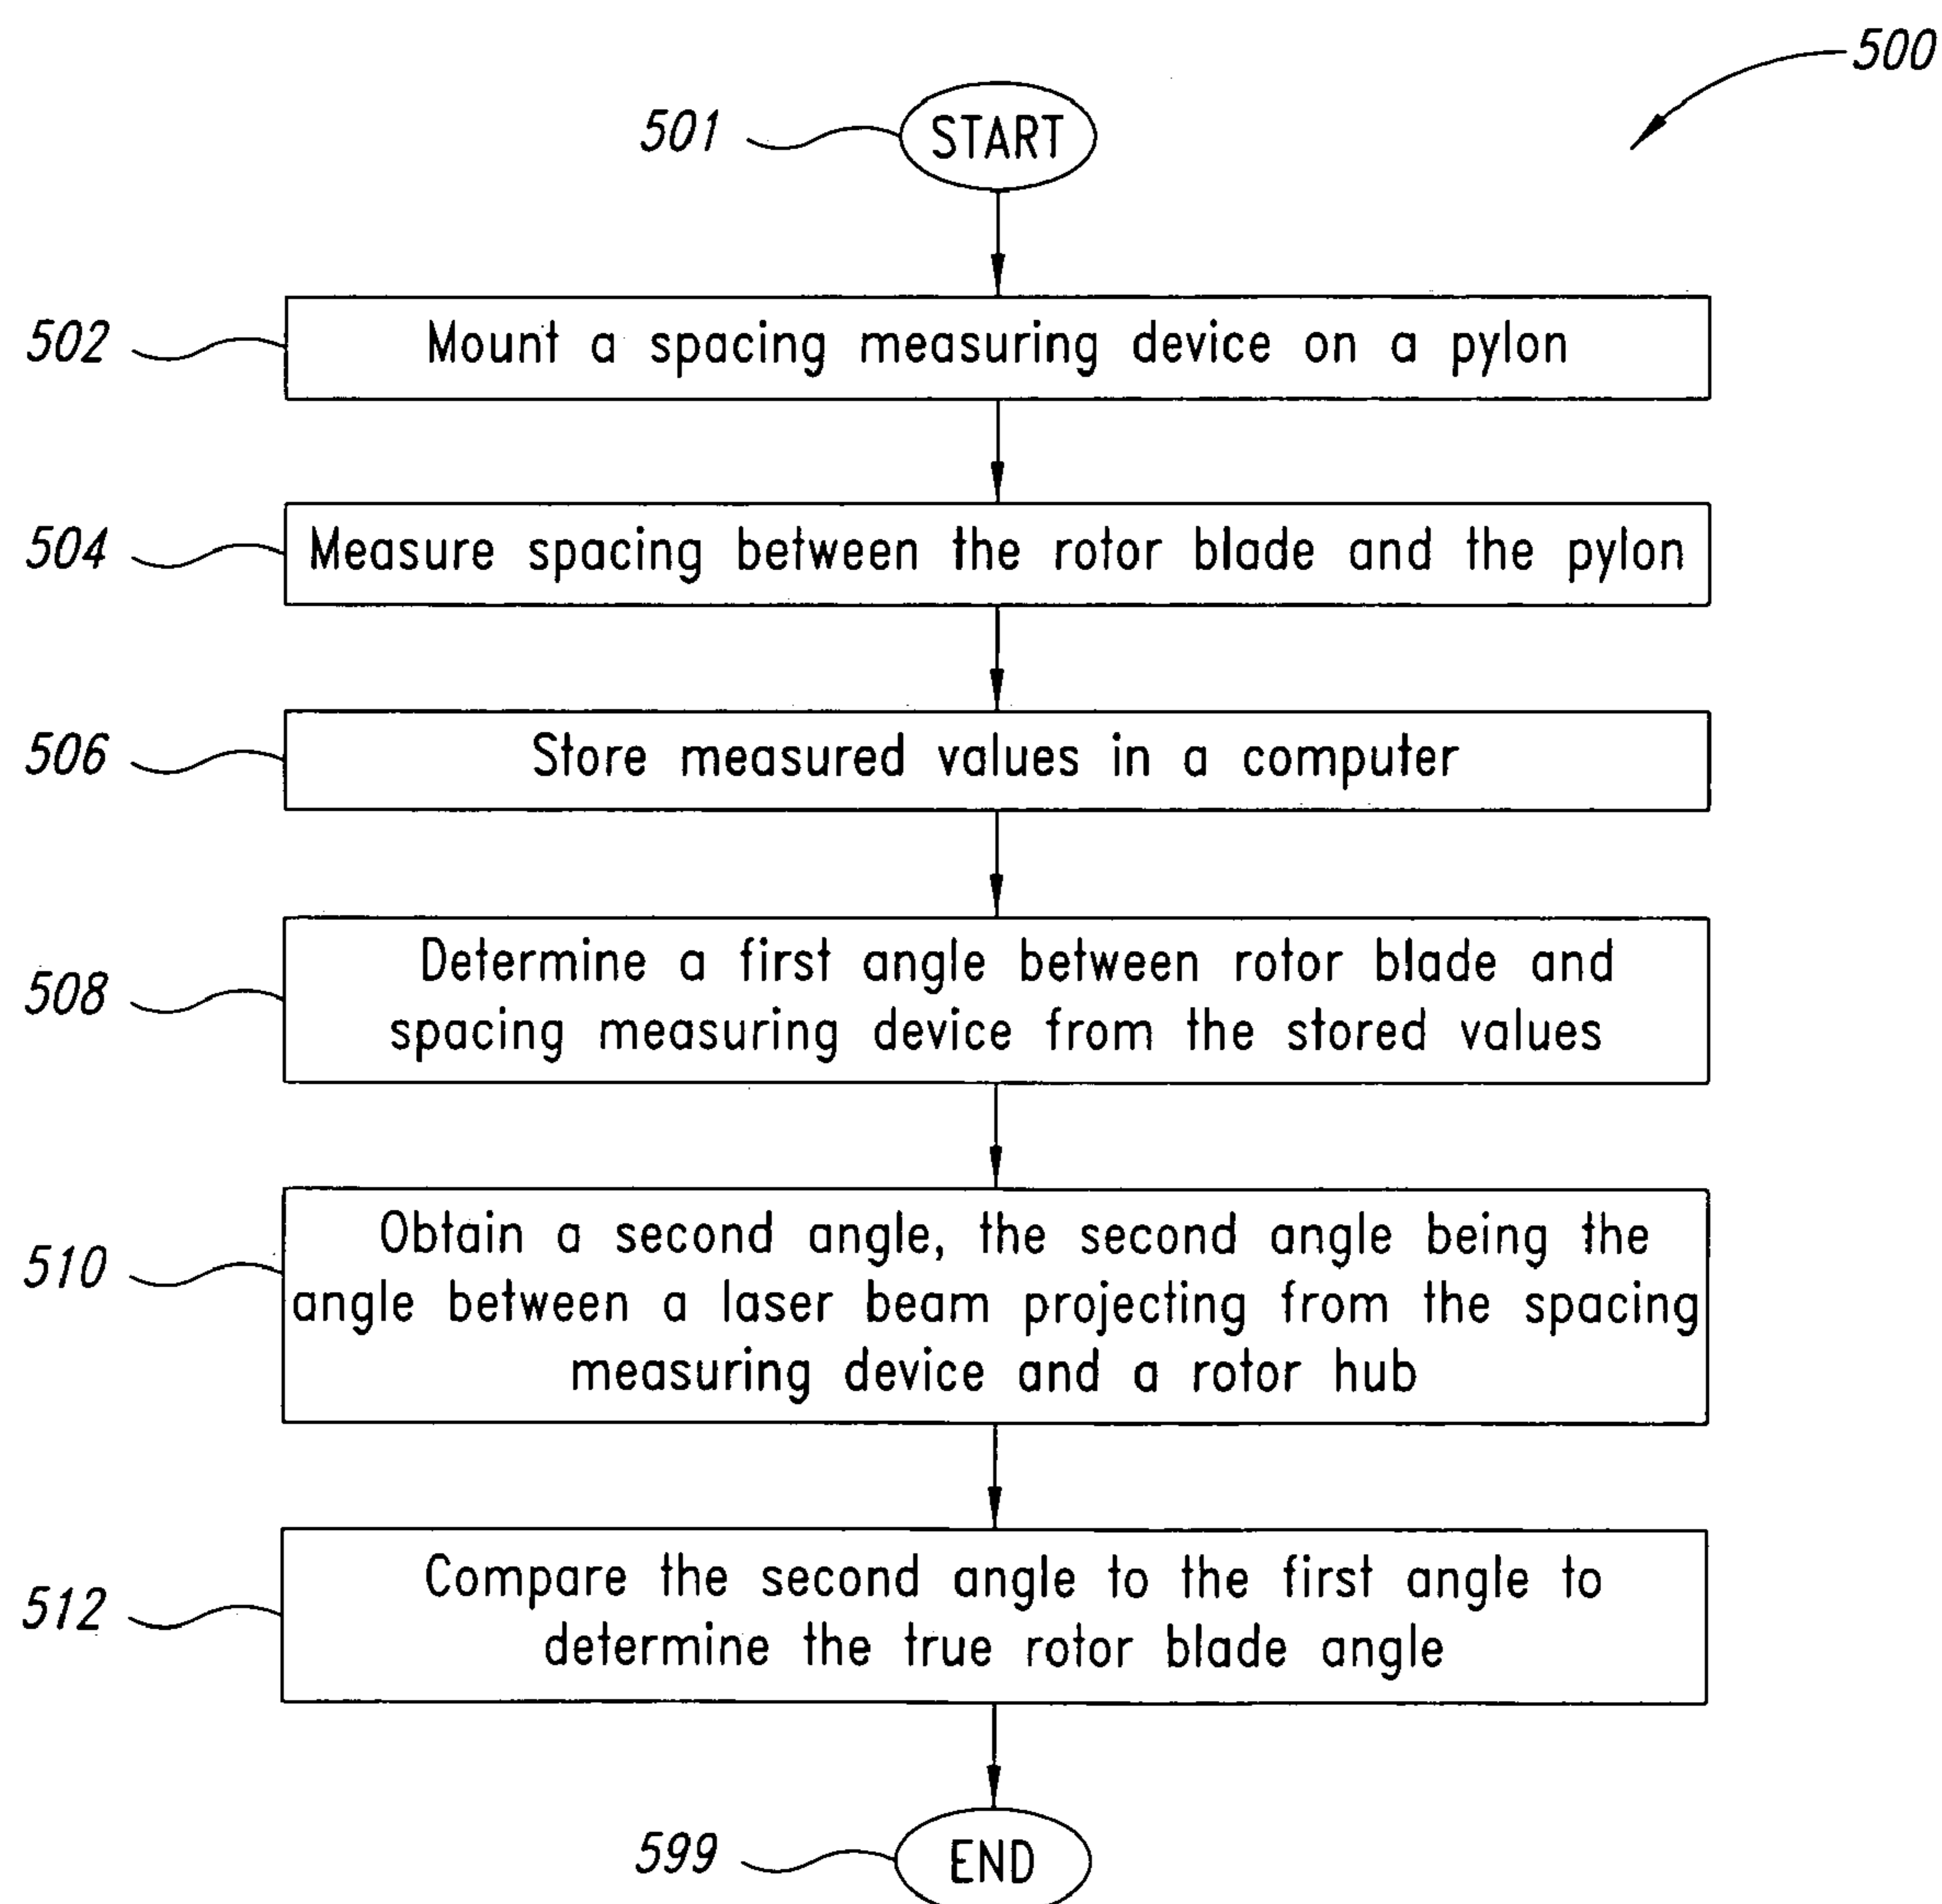 500
501 START
502 Mount a spacing measuring device on a pylon
504 Measure spacing between the rotor blade and the pylon
506 Store measured values in a computer
508 Determine a first angle between rotor blade and
spacing measuring device from the stored values
510 Obtain a second angle, the second angle being the
angle between a laser beam projecting from the spacing
measuring device and a rotor hub
512 Compare the second angle to the first angle to
determine the true rotor blade angle
599 END